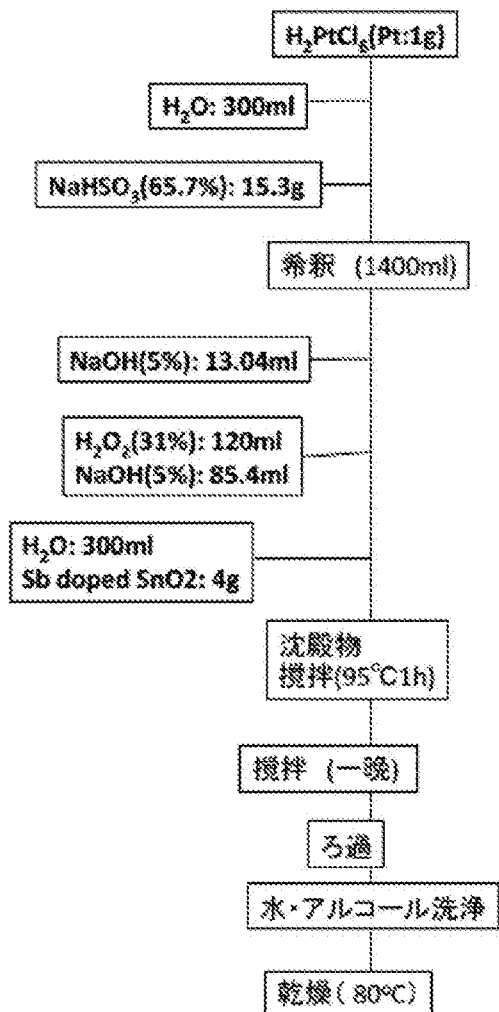 H₂PtCl₆(Pt:1g)
H₂O: 300ml
NaHSO₃(65.7%): 15.3g
希釈 (1400ml)
NaOH(5%): 13.04ml
H₂O₂(31%): 120ml
NaOH(5%): 85.4ml
H₂O: 300ml
Sb doped SnO2: 4g
沈殿物
攪拌(95℃1h)
攪拌 (一晩)
ろ過
水・アルコール洗浄
乾燥( 80℃)